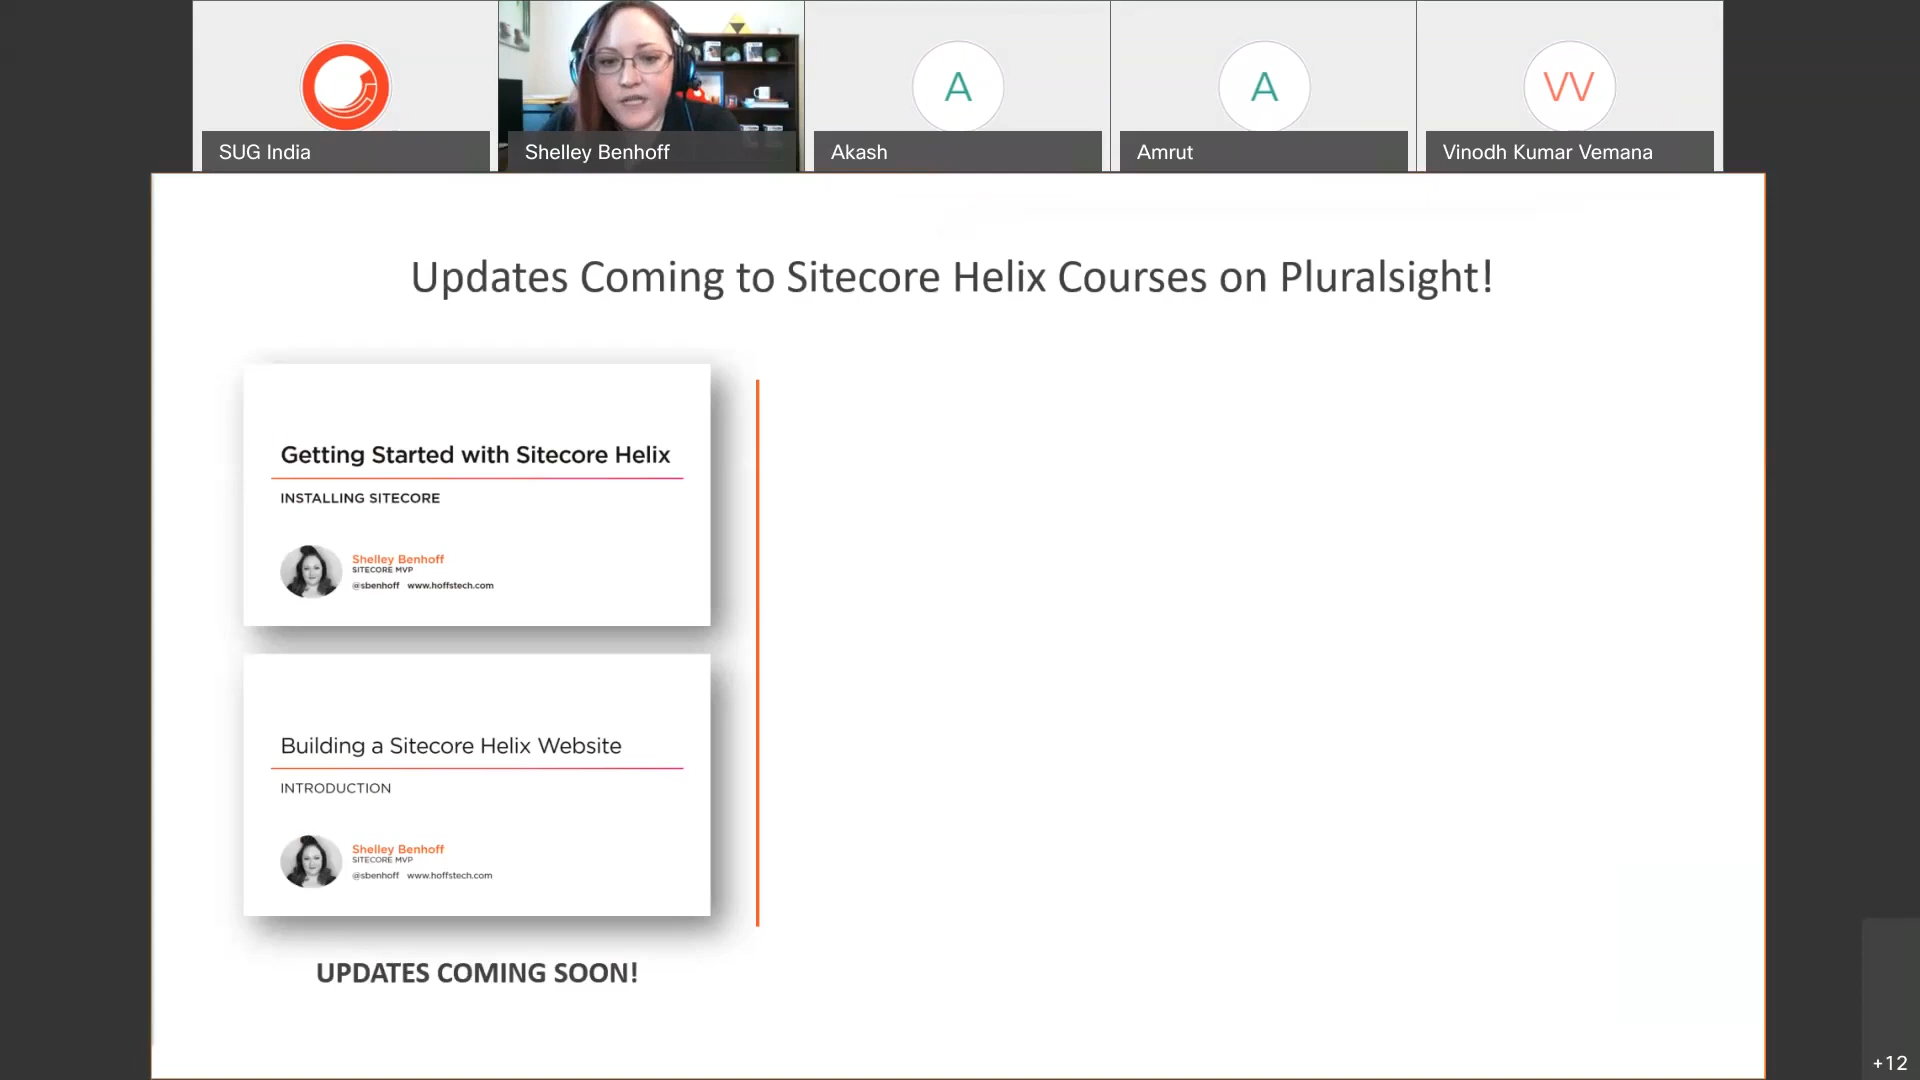 SUG India
Shelley Benhoff
A
Akash
A
Amrut
VV
Vinodh Kumar Vemana
Updates Coming to Sitecore Helix Courses on Pluralsight!
Getting Started with Sitecore Helix
INSTALLING SITECORE
Shelley Benhoff
SITECORE MVP
@sbenhoff www.hoffstech.com
Building a Sitecore Helix Website
INTRODUCTION
Shelley Benhoff
SITECORE MVP
@sbenhoff www.hoffstech.com
UPDATES COMING SOON!
+12